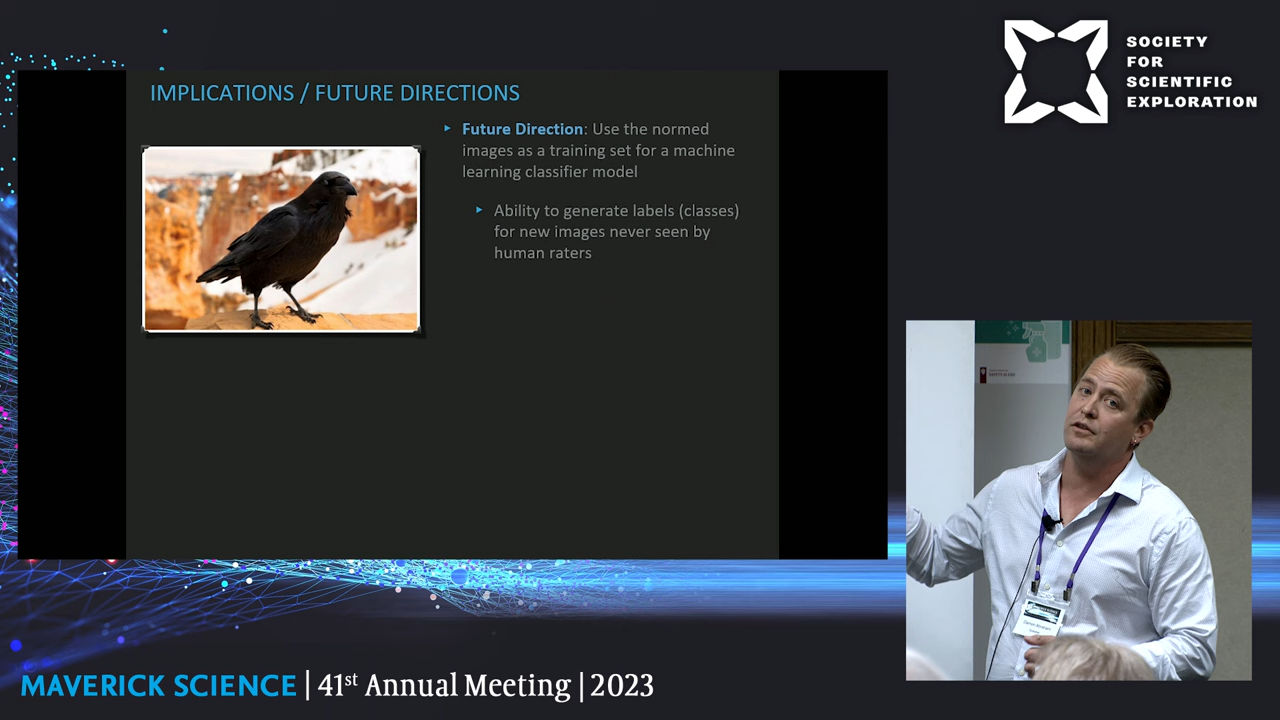 SOCIETY
FOR
SCIENTIFIC
EXPLORATION
IMPLICATIONS / FUTURE DIRECTIONS
Future Direction: Use the normed
images as a training set for a machine
learning classifier model
Ability to generate labels (classes)
for new images never seen by
human raters
MAVERICK SCIENCE | 41st Annual Meeting | 2023